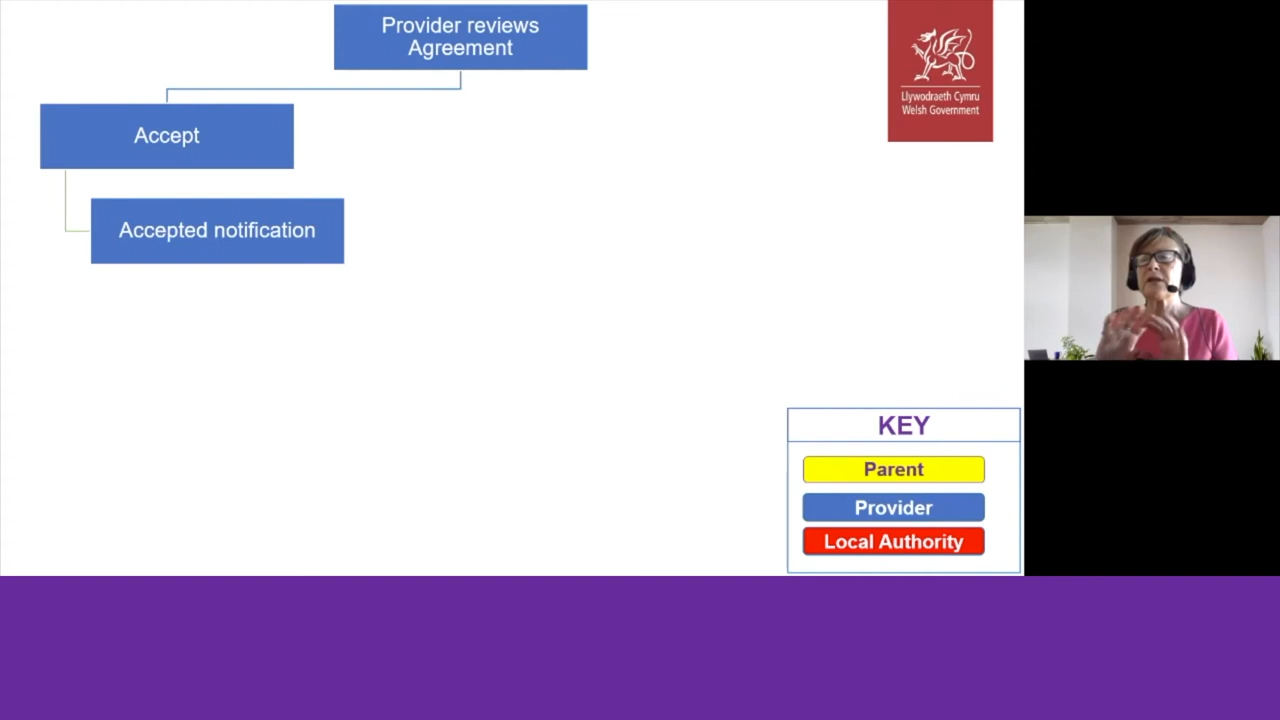 Provider reviews
Agreement
Llywodraeth Cymru
Welsh Government
Accept
Accepted notification
KEY
Parent
Provider
Local Authority